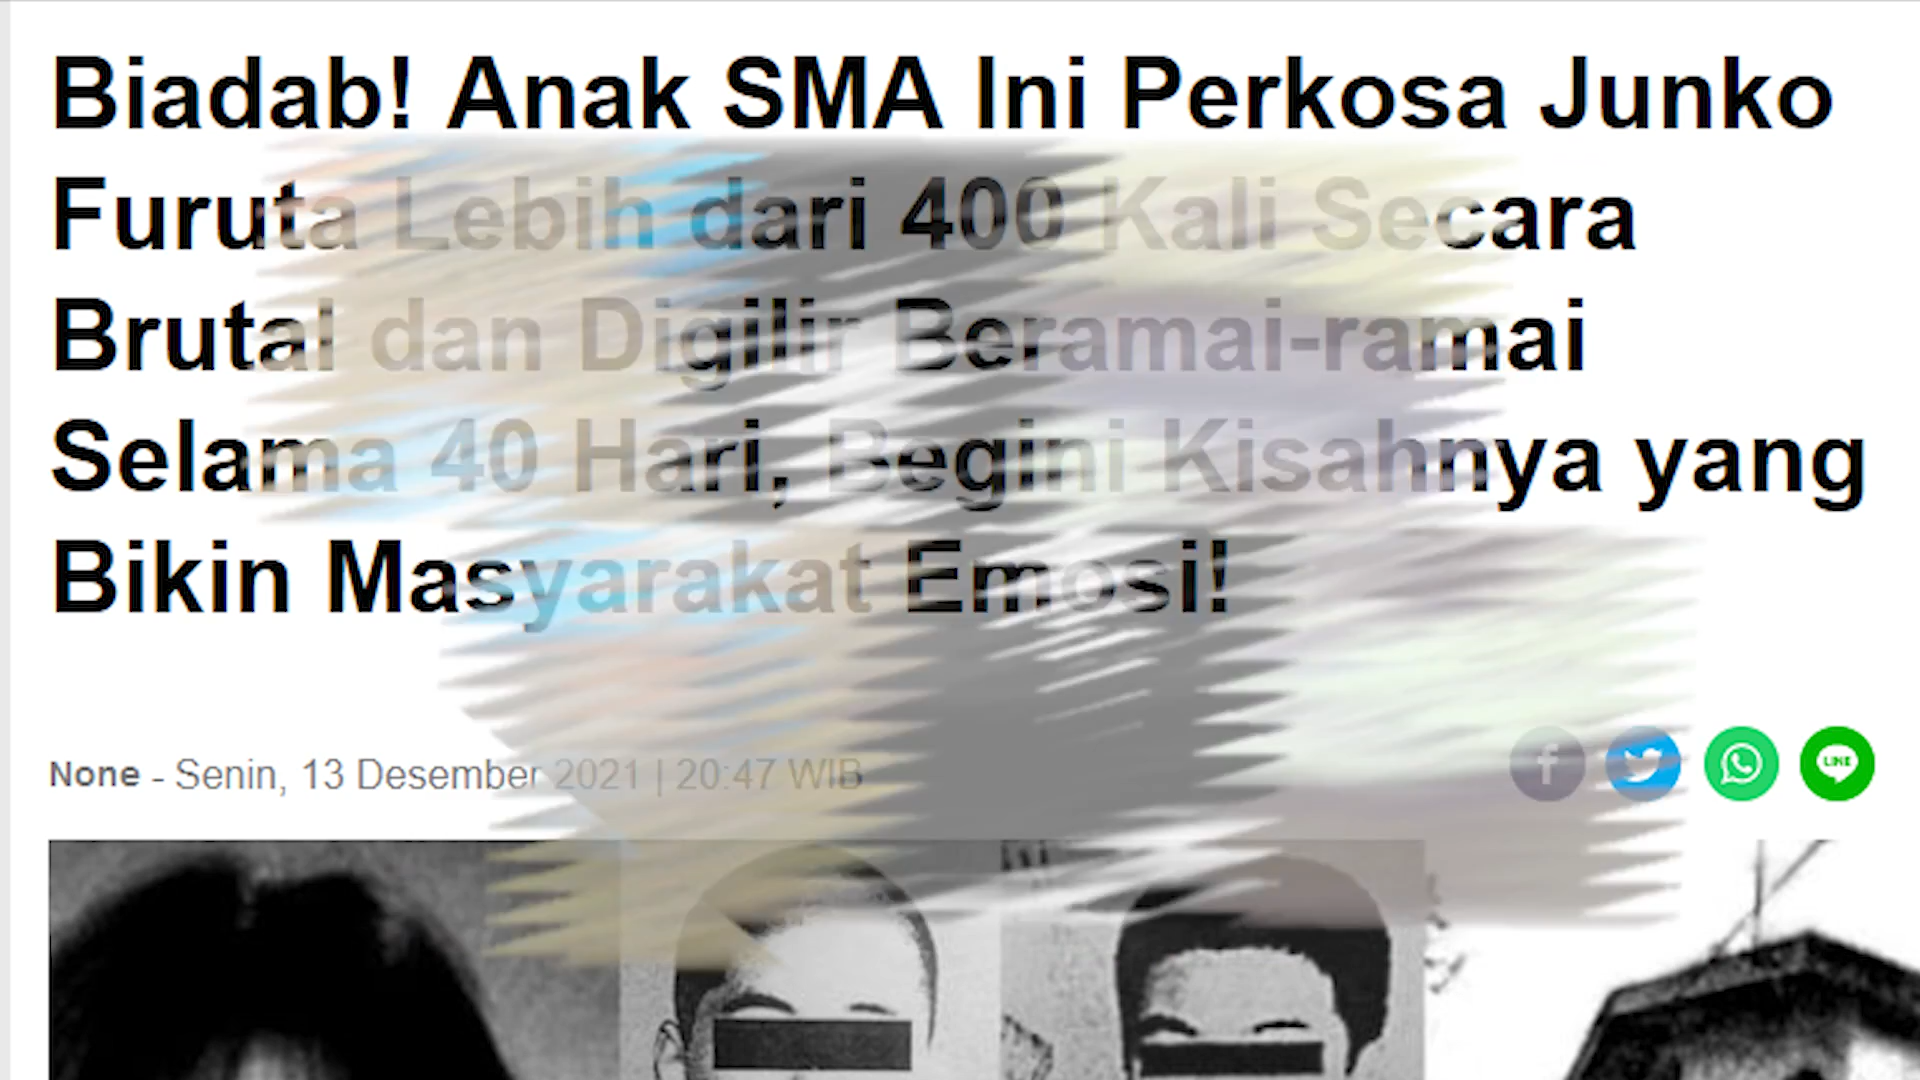 Biadab! Anak SMA Ini Perkosa Junko
Furuta Lebih dari 400 Kali Secara
Brutal dan Digilir Beramai-ramai
Selama 40 Hari, Begini Kisahnya yang
Bikin Masyarakat Emosi!
None - Senin, 13 Desember 2021 | 20:47 WIB
LINE